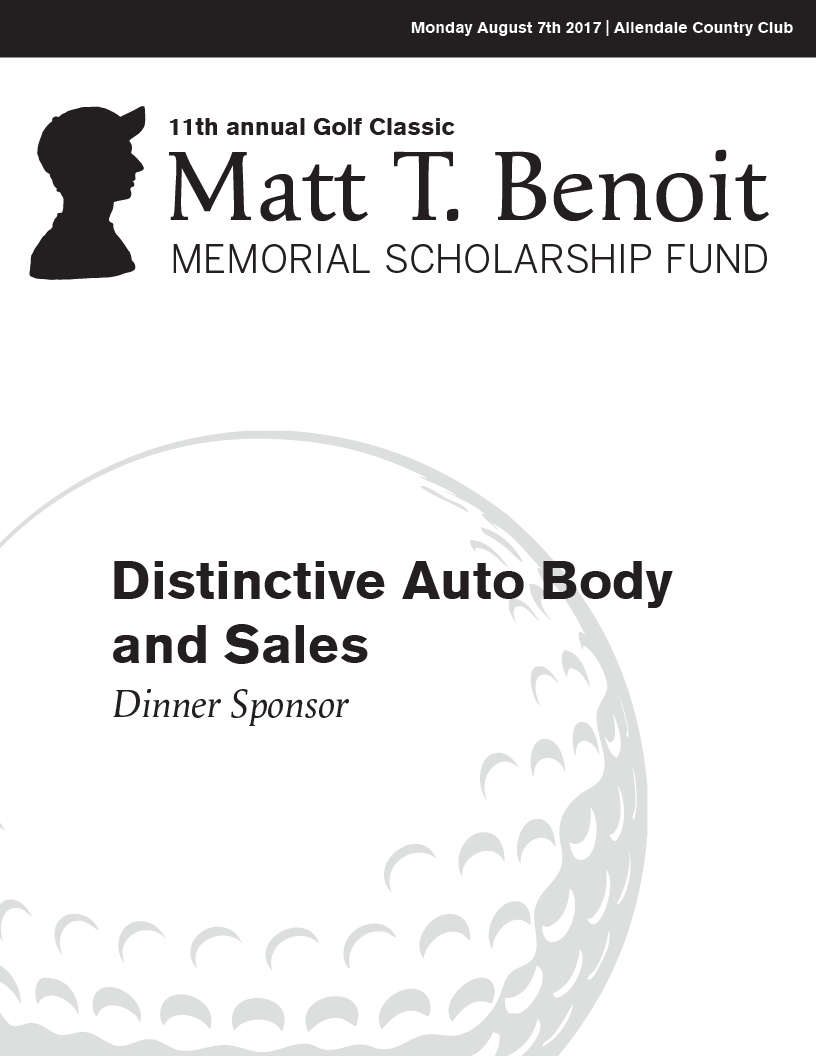 Monday August 7th 2017 | Allendale Country Club
11th annual Golf Classic
Matt T. Benoit
MEMORIAL SCHOLARSHIP FUND
Distinctive Auto Body
and Sales
Dinner Sponsor